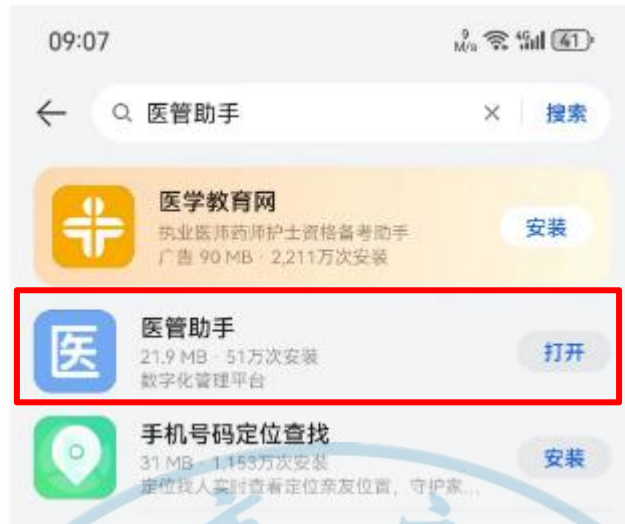 09:07 9 M/s 4G 41
医管助手 × 搜索
医学教育网
执业医师药师护士资格备考助手
广告 90 MB · 2,211万次安装
安装
医
医管助手
21.9 MB · 51万次安装
数字化管理平台
打开
手机号码定位查找
31 MB · 1,153万次安装
定位找人实时查看定位亲友位置，守护家...
安装